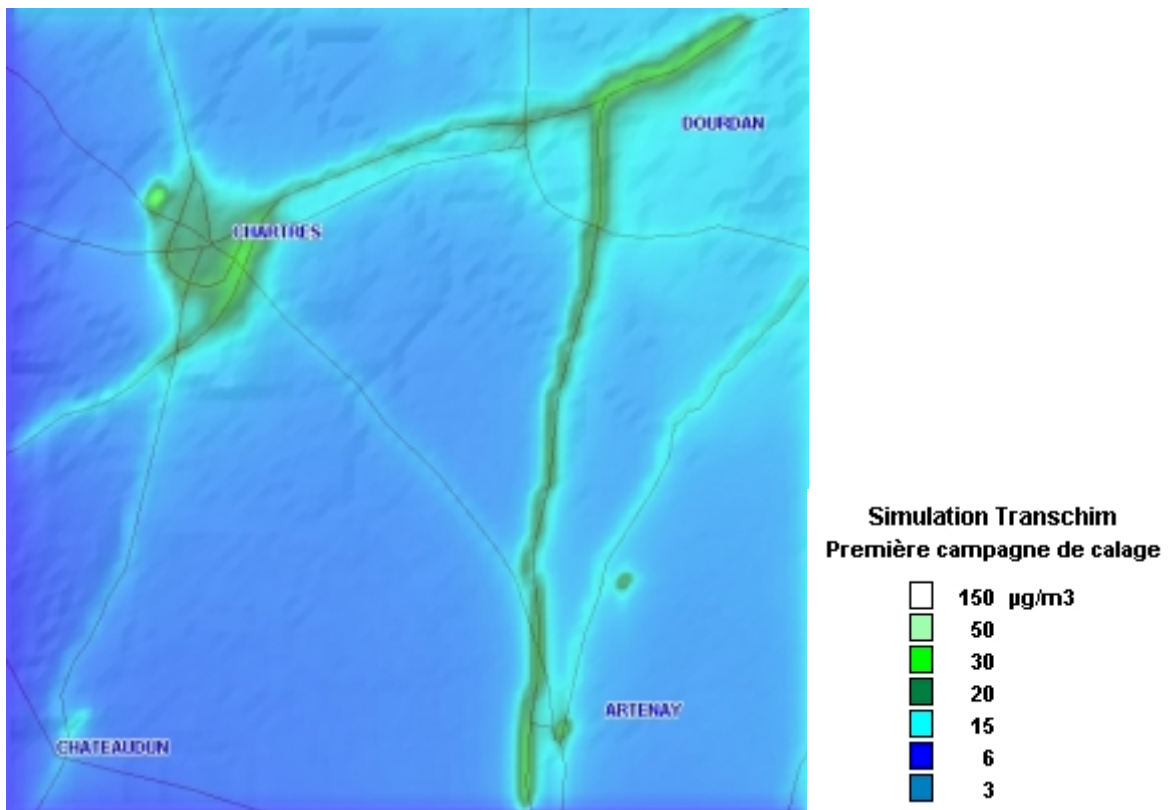 DOURDAN
CHARTRES
ARTENAY
CHATEAUDUN
Simulation Transchim
Première campagne de calage
150 µg/m3
50
30
20
15
6
3